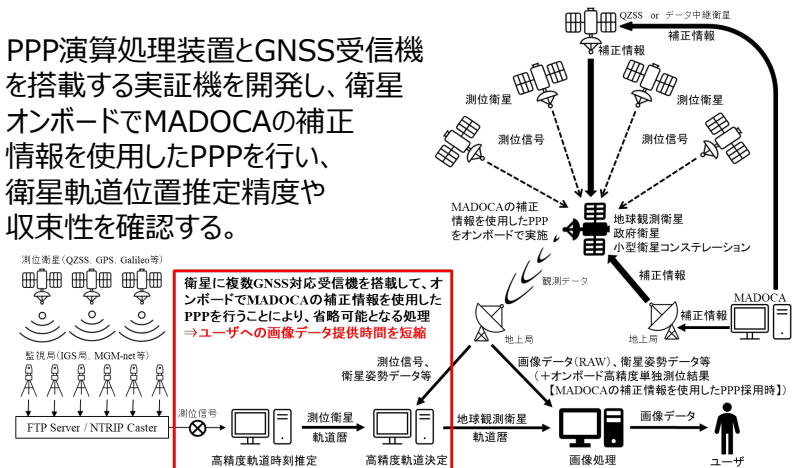 PPP演算処理装置とGNSS受信機
を搭載する実証機を開発し、衛星
オンボードでMADOCAの補正
情報を使用したPPPを行い、
衛星軌道位置推定精度や
収束性を確認する。
QZSS or データ中継衛星
補正情報
補正情報
測位衛星
測位衛星
測位信号
測位信号
MADOCAの補正
情報を使用したPPP
をオンボードで実施
地球観測衛星
政府衛星
小型衛星コンステレーション
観測データ
補正情報
MADOCA
補正情報
地上局
地上局
測位衛星(QZSS、GPS、Galileo等)
監視局(IGS局、MGM-net等)
FTP Server / NTRIP Caster
衛星に複数GNSS対応受信機を搭載して、オ
ンボードでMADOCAの補正情報を使用した
PPPを行うことにより、省略可能となる処理
⇒ユーザへの画像データ提供時間を短縮
測位信号、
衛星姿勢データ等
画像データ(RAW)、衛星姿勢データ等
(+オンボード高精度単独測位結果
【MADOCAの補正情報を使用したPPP採用時】)
測位信号
測位衛星
軌道暦
地球観測衛星
軌道暦
画像データ
高精度軌道時刻推定
高精度軌道決定
画像処理
ユーザ